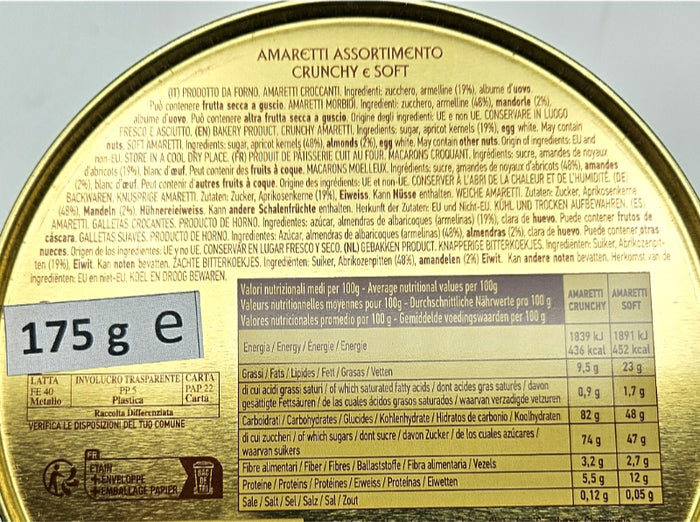 AMARETTI ASSORTIMENTO
CRUNCHY e SOFT
(IT) PRODOTTO DA FORNO. AMARETTI CROCCANTI. Ingredienti: zucchero, armelline (19%), albume d'uovo.
Può contenere frutta secca a guscio. AMARETTI MORBIDI. Ingredienti: zucchero, armelline (48%), mandorle (2%),
albume d'uovo. Può contenere altra frutta secca a guscio. Origine degli ingredienti: UE e non UE. CONSERVARE IN LUOGO
FRESCO E ASCIUTTO. (EN) BAKERY PRODUCT. CRUNCHY AMARETTI. Ingredients: sugar, apricot kernels (19%), egg white. May contain
nuts. SOFT AMARETTI. Ingredients: sugar, apricot kernels (48%), almonds (2%), egg white. May contain other nuts. Origin of ingredients: EU and
non-EU. STORE IN A COOL DRY PLACE. (FR) PRODUIT DE PATISSERIE CUIT AU FOUR. MACARONS CROQUANT. Ingrédients: sucre, amandes de noyaux
d'abricots (19%), blanc d'œuf. Peut contenir des fruits à coque. MACARONS MOELLEUX. Ingrédients: sucre, amandes de noyaux d'abricots (48%), amandes
(2%), blanc d'œuf. Peut contenir d'autres fruits à coque. Origine des ingrédients: UE et non-UE. CONSERVER À L'ABRI DE LA CHALEUR ET DE L'HUMIDITÉ. (DE)
BACKWAREN. KNUSPRIGE AMARETTI. Zutaten: Zucker, Aprikosenkerne (19%), Eiweiss. Kann Nüsse enthalten. WEICHE AMARETTI. Zutaten: Zucker, Aprikosenkerne
(48%), Mandeln (2%), Hühnereieiweiss. Kann andere Schalenfrüchte enthalten. Herkunft der Zutaten: EU und Nicht-EU. KÜHL UND TROCKEN AUFBEWAHREN. (ES)
AMARETTI. GALLETAS CROCANTES. PRODUCTO DE HORNO. Ingredientes: azúcar, almendras de albaricoques (armelinas) (19%), clara de huevo. Puede contener frutos de
cáscara. GALLETAS SUAVES. PRODUCTO DE HORNO. Ingredientes: Azúcar, almendras de albaricoques (armelinas) (48%), almendras (2%), clara de huevo. Puede contener otras
nueces. Origen de los ingredientes: UE y no UE. CONSERVAR EN LUGAR FRESCO Y SECO. (NL) GEBAKKEN PRODUCT. KNAPPERIGE BITTERKOEKJES. Ingrediënten: Suiker, Abrikozenpit-
ten (19%), Eiwit. Kan noten bevatten. ZACHTE BITTERKOEKJES. Ingrediënten: Suiker, Abrikozenpitten (48%), amandelen (2%) Eiwit. Kan andere noten bevatten. Herkomst van de
ingrediënten: EU en niet-EU. KOEL EN DROOG BEWAREN.
175 g e
Valori nutrizionali medi per 100g - Average nutritional values per 100g
Valeurs nutritionnelles moyennes pour 100g - Durchschnittliche Nährwerte pro 100 g
Valores nutricionales promedio por 100 g - Gemiddelde voedingswaarden per 100 g
AMARETTI CRUNCHY AMARETTI SOFT
Energia / Energy / Énergie / Energie 1839 kJ 436 kcal 1891 kJ 452 kcal
Grassi / Fats / Lipides / Fett / Grasas / Vetten 9,5 g 23 g
di cui acidi grassi saturi / of which saturated fatty acids / dont acides gras saturés / davon
gesättigte Fettsäuren / de las cuales ácidos grasos saturados / waarvan verzadigde vetzuren 0,9 g 1,7 g
Carboidrati / Carbohydrates / Glucides / Kohlenhydrate / Hidratos de carbonio / Koolhydraten 82 g 48 g
di cui zuccheri / of which sugars / dont sucre / davon Zucker / de los cuales azúcares /
waarvan suikers 74 g 47 g
Fibre alimentari / Fiber / Fibres / Ballaststoffe / Fibra alimentaria / Vezels 3,2 g 2,7 g
Proteine / Proteins / Protéines / Eiweiss / Proteínas / Eiwetten 5,5 g 12 g
Sale / Salt / Sel / Salz / Sal / Zout 0,12 g 0,05 g
LATTA INVOLUCRO TRASPARENTE CARTA
FE 40 PP 5 PAP 22
Metallo Plastica Carta
Raccolta Differenziata
VERIFICA LE DISPOSIZIONI DEL TUO COMUNE
FR
ETAIN
+ENVELOPPE
+EMBALLAGE PAPIER
BAC DE TRI